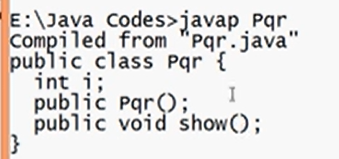 E:\Java Codes>javap Pqr
Compiled from "Pqr.java"
public class Pqr {
  int i;
  public Pqr();
  public void show();
}